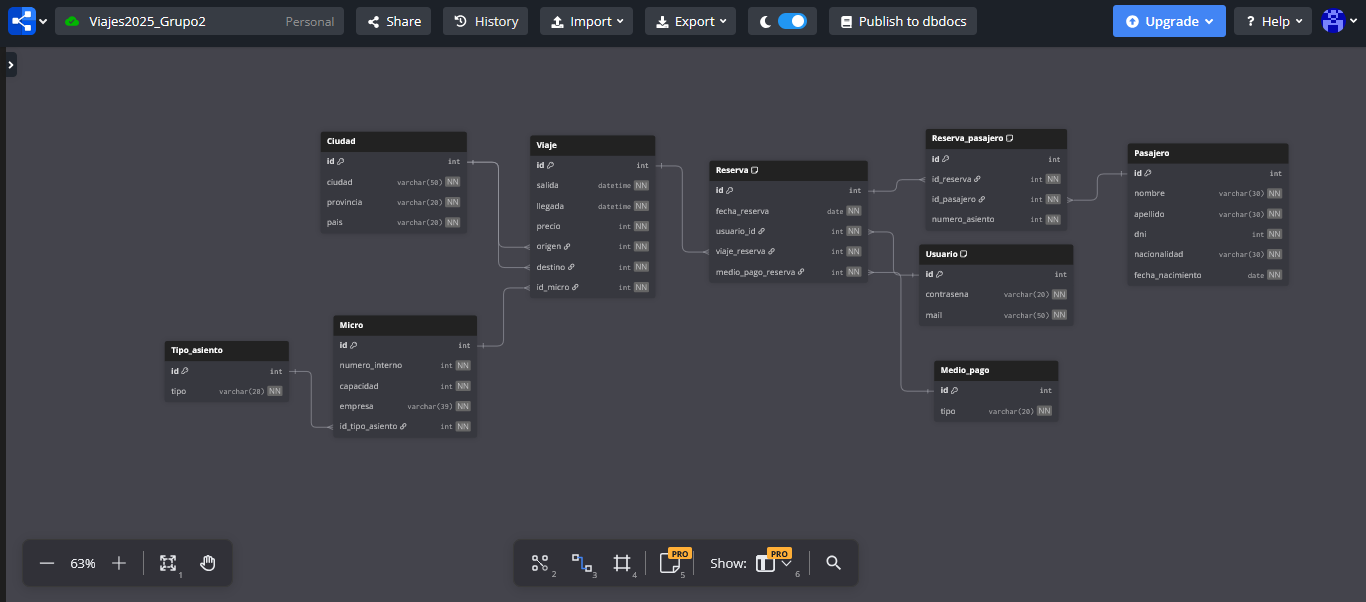 Viajes2025_Grupo2 Personal Share History Import Export Publish to dbdocs Upgrade ? Help
Ciudad
id int
ciudad varchar(50) NN
provincia varchar(20) NN
pais varchar(20) NN
Viaje
id int
salida datetime NN
llegada datetime NN
precio int NN
origen int NN
destino int NN
id_micro int NN
Reserva
id int
fecha_reserva date NN
usuario_id int NN
viaje_reserva int NN
medio_pago_reserva int NN
Reserva_pasajero
id int
id_reserva int NN
id_pasajero int NN
numero_asiento int NN
Pasajero
id int
nombre varchar(30) NN
apellido varchar(30) NN
dni int NN
nacionalidad varchar(30) NN
fecha_nacimiento date NN
Usuario
id int
contrasena varchar(20) NN
mail varchar(50) NN
Tipo_asiento
id int
tipo varchar(20) NN
Micro
id int
numero_interno int NN
capacidad int NN
empresa varchar(39) NN
id_tipo_asiento int NN
Medio_pago
id int
tipo varchar(20) NN
63% 1 2 3 4 PRO 5 Show: PRO 6